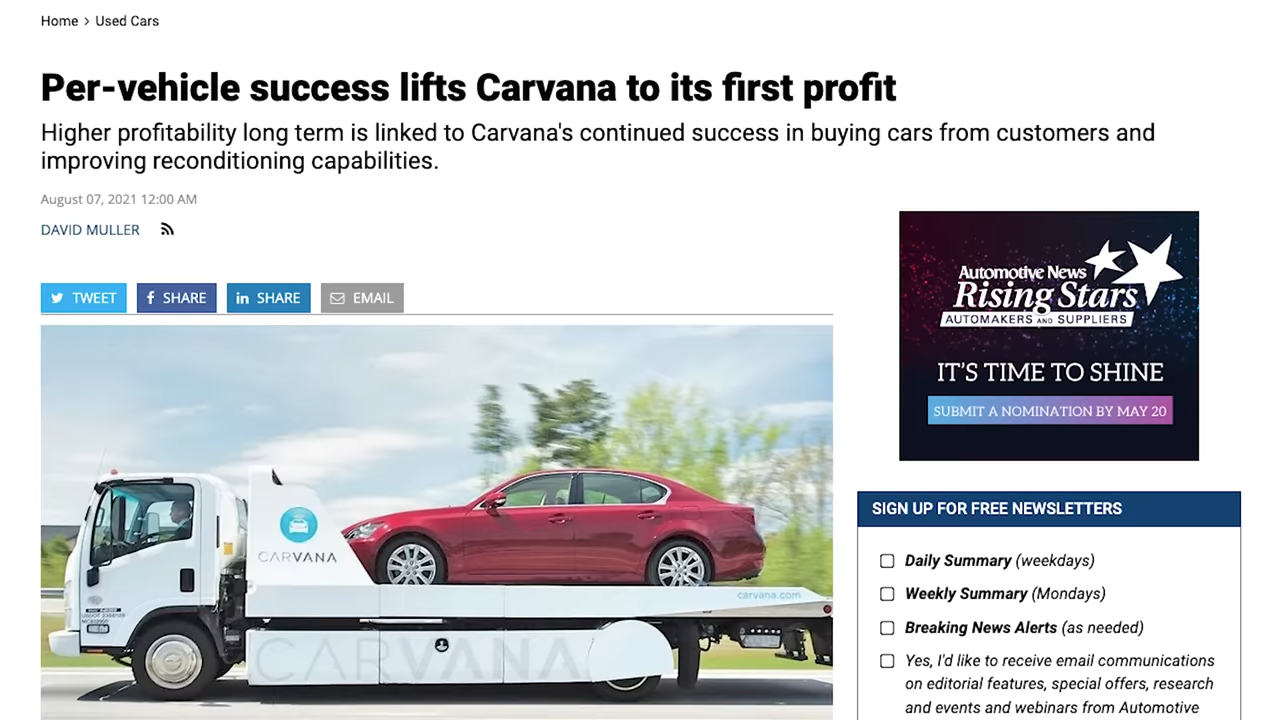 Home > Used Cars
Per-vehicle success lifts Carvana to its first profit
Higher profitability long term is linked to Carvana's continued success in buying cars from customers and
improving reconditioning capabilities.
August 07, 2021 12:00 AM
DAVID MULLER
TWEET
SHARE
SHARE
EMAIL
CARVANA
carvana.com
CARVANA
Automotive News
Rising Stars
AUTOMAKERS AND SUPPLIERS
IT'S TIME TO SHINE
SUBMIT A NOMINATION BY MAY 20
SIGN UP FOR FREE NEWSLETTERS
Daily Summary (weekdays)
Weekly Summary (Mondays)
Breaking News Alerts (as needed)
Yes, I'd like to receive email communications
on editorial features, special offers, research
and events and webinars from Automotive